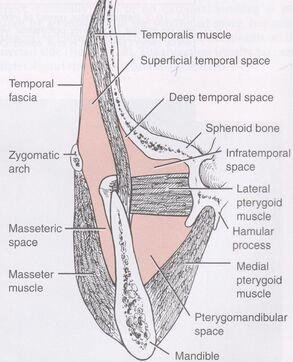 Temporalis muscle
Superficial temporal space
Temporal
fascia
Deep temporal space
Sphenoid bone
Zygomatic
arch
Infratemporal
space
Lateral
pterygoid
muscle
Hamular
process
Masseteric
space
Masseter
muscle
Medial
pterygoid
muscle
Pterygomandibular
space
Mandible